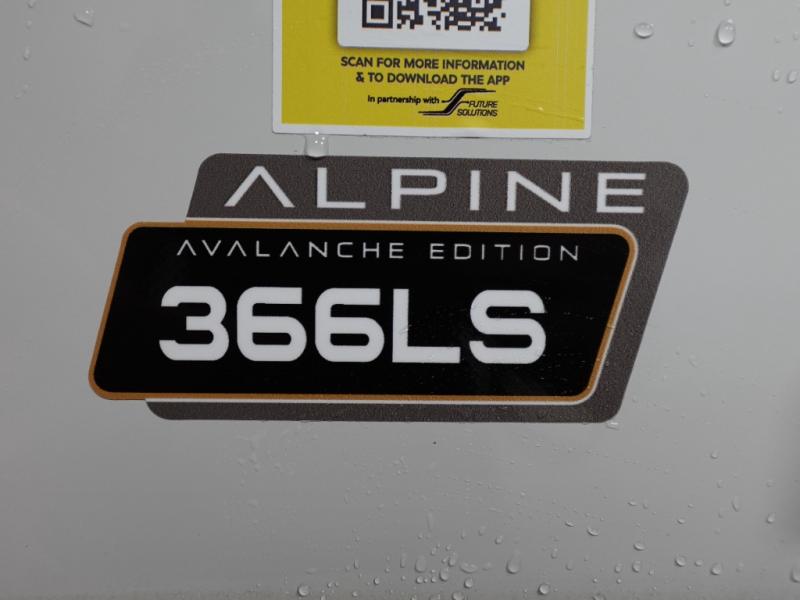 SCAN FOR MORE INFORMATION
& TO DOWNLOAD THE APP
In partnership with FUTURE SOLUTIONS
ALPINE
AVALANCHE EDITION
366LS